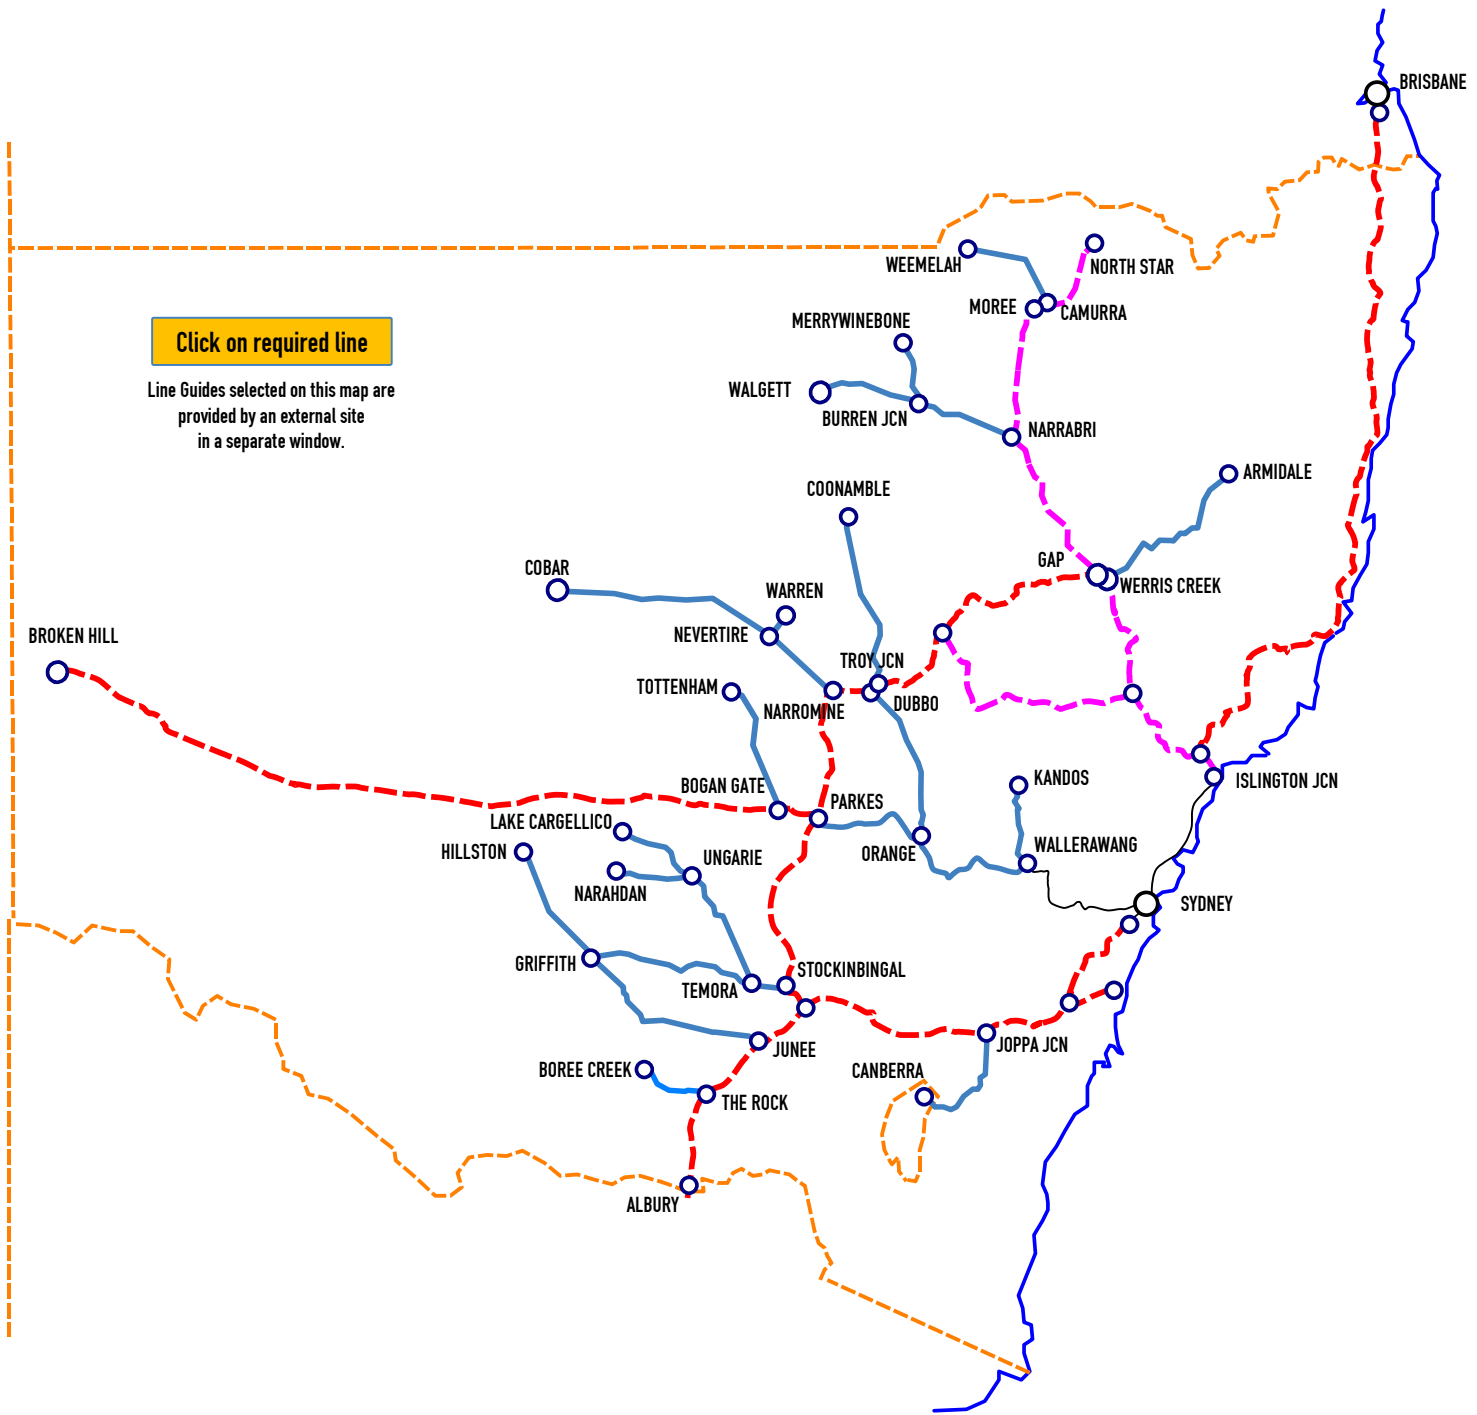 BRISBANE
WEEMELAH
NORTH STAR
MOREE
CAMURRA
MERRYWINEBONE
Click on required line
Line Guides selected on this map are
provided by an external site
in a separate window.
WALGETT
BURREN JCN
NARRABRI
ARMIDALE
COONAMBLE
GAP
COBAR
WERRIS CREEK
WARREN
BROKEN HILL
NEVERTIRE
TROY JCN
TOTTENHAM
DUBBO
NARROMINE
KANDOS
ISLINGTON JCN
BOGAN GATE
PARKES
LAKE CARGELLICO
WALLERAWANG
HILLSTON
ORANGE
UNGARIE
NARAHDAN
SYDNEY
GRIFFITH
STOCKINBINGAL
TEMORA
JOPPA JCN
JUNEE
BOREE CREEK
CANBERRA
THE ROCK
ALBURY